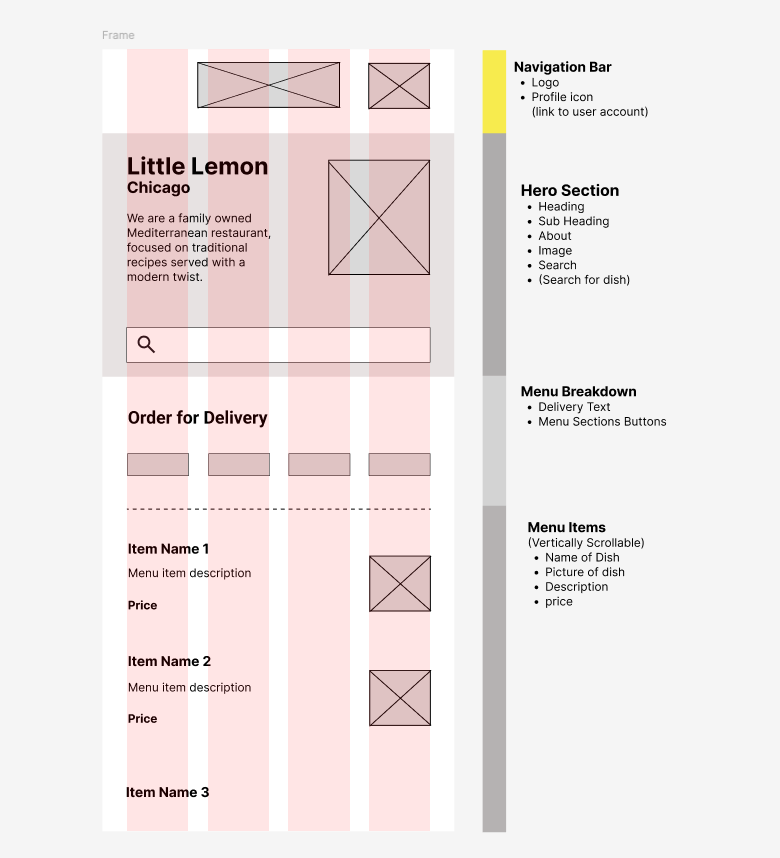 Frame
Navigation Bar
• Logo
• Profile icon
(link to user account)
Little Lemon
Chicago
We are a family owned
Mediterranean restaurant,
focused on traditional
recipes served with a
modern twist.
Hero Section
• Heading
• Sub Heading
• About
• Image
• Search
• (Search for dish)
Order for Delivery
Menu Breakdown
• Delivery Text
• Menu Sections Buttons
Item Name 1
Menu item description
Price
Item Name 2
Menu item description
Price
Item Name 3
Menu Items
(Vertically Scrollable)
• Name of Dish
• Picture of dish
• Description
• price